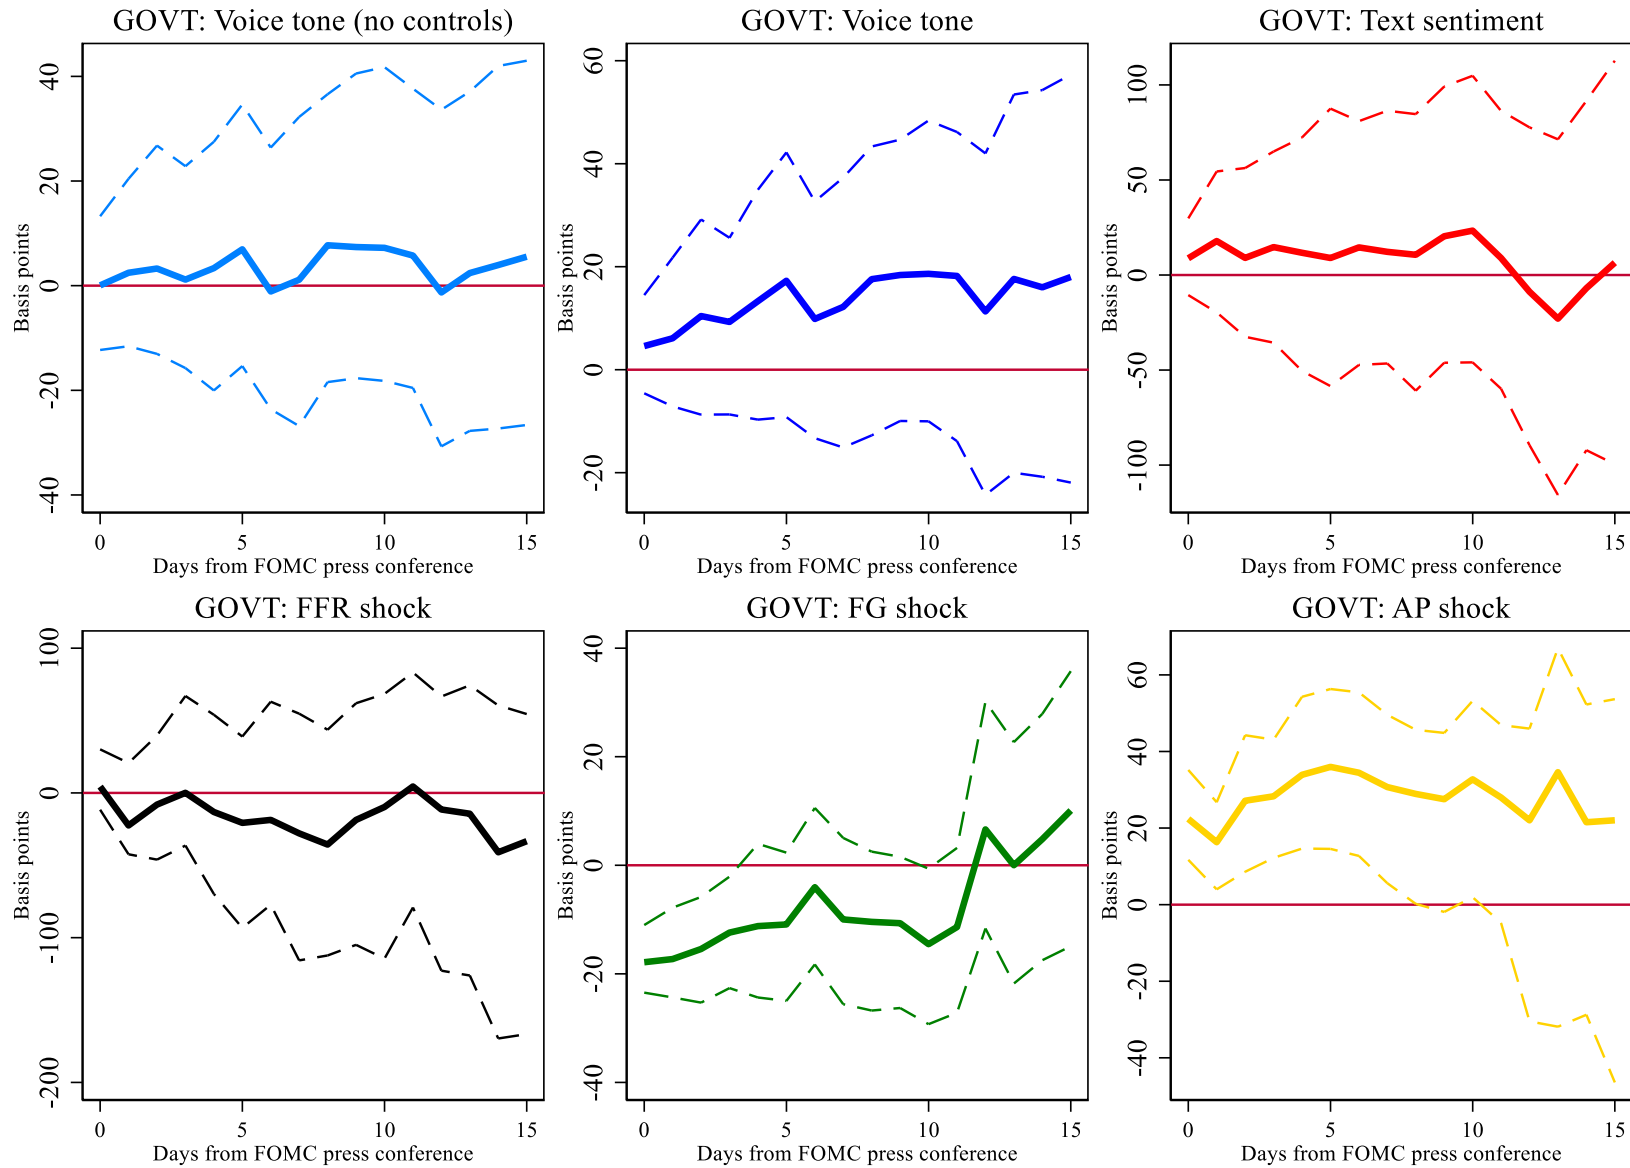 GOVT: Voice tone (no controls)
40
20
0
-20
-40
Basis points
0 5 10 15
Days from FOMC press conference
GOVT: Voice tone
60
40
20
0
-20
Basis points
0 5 10 15
Days from FOMC press conference
GOVT: Text sentiment
100
50
0
-50
-100
Basis points
0 5 10 15
Days from FOMC press conference
GOVT: FFR shock
100
0
-100
-200
Basis points
0 5 10 15
Days from FOMC press conference
GOVT: FG shock
40
20
0
-20
-40
Basis points
0 5 10 15
Days from FOMC press conference
GOVT: AP shock
60
40
20
0
-20
-40
Basis points
0 5 10 15
Days from FOMC press conference